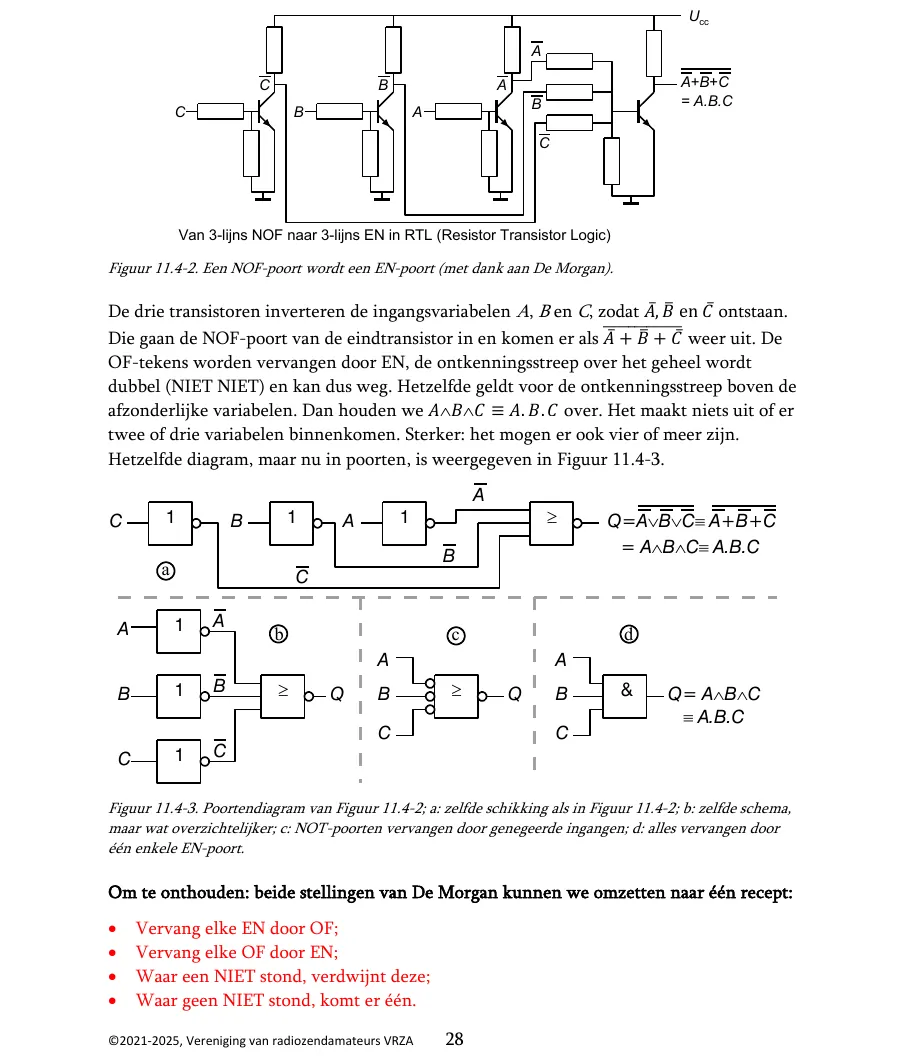 U_cc
A̅
C̅ B̅ A̅ A̅+B̅+C̅ (overline)
C B A B̅ = A.B.C
C̅
Van 3-lijns NOF naar 3-lijns EN in RTL (Resistor Transistor Logic)
Figuur 11.4-2. Een NOF-poort wordt een EN-poort (met dank aan De Morgan).
De drie transistoren inverteren de ingangsvariabelen A, B en C, zodat Ā, B̄ en C̄ ontstaan.
Die gaan de NOF-poort van de eindtransistor in en komen er als \overline{Ā + B̄ + C̄} weer uit. De
OF-tekens worden vervangen door EN, de ontkenningsstreep over het geheel wordt
dubbel (NIET NIET) en kan dus weg. Hetzelfde geldt voor de ontkenningsstreep boven de
afzonderlijke variabelen. Dan houden we A∧B∧C ≡ A.B.C over. Het maakt niets uit of er
twee of drie variabelen binnenkomen. Sterker: het mogen er ook vier of meer zijn.
Hetzelfde diagram, maar nu in poorten, is weergegeven in Figuur 11.4-3.
A̅
C 1 B 1 A 1 ≥ Q=\overline{A̅∨B̅∨C̅}≡\overline{A̅+B̅+C̅}
B̅ = A∧B∧C≡ A.B.C
a C̅
A 1 A̅ b c d
A A
B 1 B̅ ≥ Q B ≥ Q B & Q= A∧B∧C
≡ A.B.C
C C
C 1 C̅
Figuur 11.4-3. Poortendiagram van Figuur 11.4-2; a: zelfde schikking als in Figuur 11.4-2; b: zelfde schema,
maar wat overzichtelijker; c: NOT-poorten vervangen door genegeerde ingangen; d: alles vervangen door
één enkele EN-poort.
Om te onthouden: beide stellingen van De Morgan kunnen we omzetten naar één recept:
• Vervang elke EN door OF;
• Vervang elke OF door EN;
• Waar een NIET stond, verdwijnt deze;
• Waar geen NIET stond, komt er één.
©2021-2025, Vereniging van radiozendamateurs VRZA 28